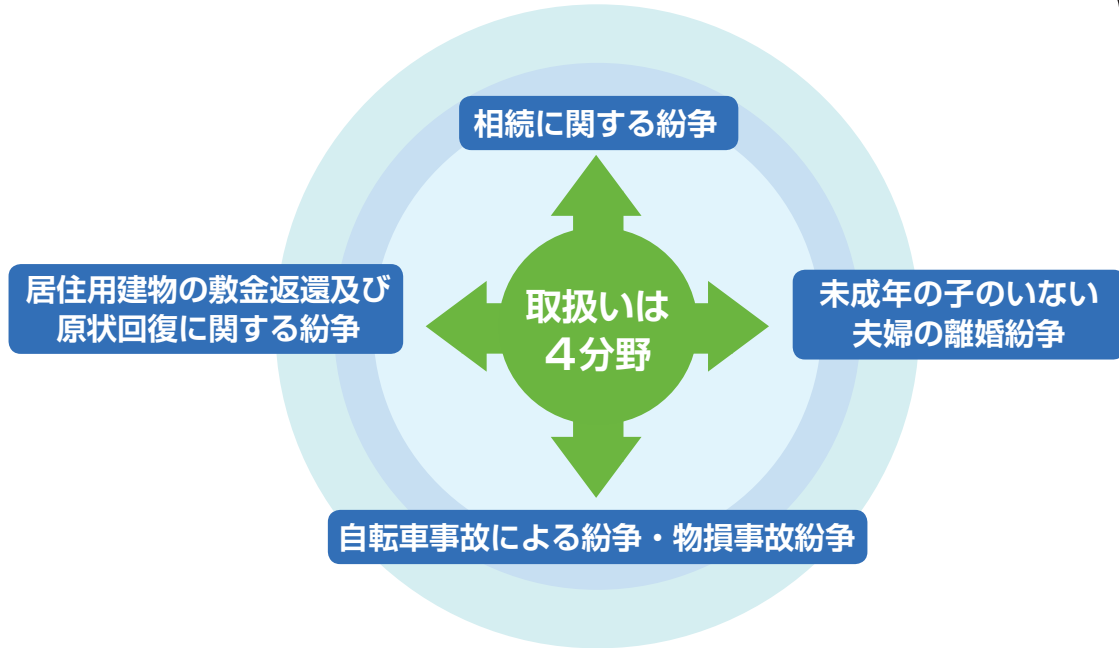 相続に関する紛争
居住用建物の敷金返還及び
原状回復に関する紛争
取扱いは
4分野
未成年の子のいない
夫婦の離婚紛争
自転車事故による紛争・物損事故紛争